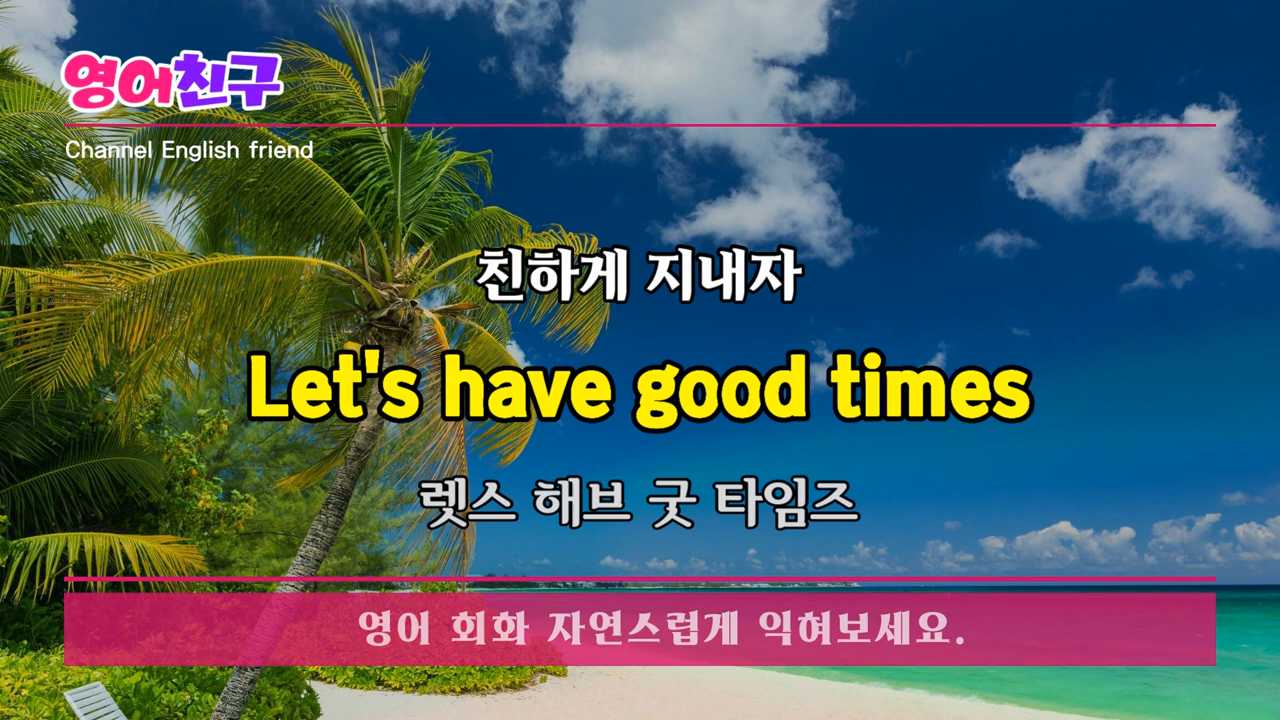 영어친구
Channel English friend
친하게 지내자
Let's have good times
렛스 해브 굿 타임즈
영어 회화 자연스럽게 익혀보세요.